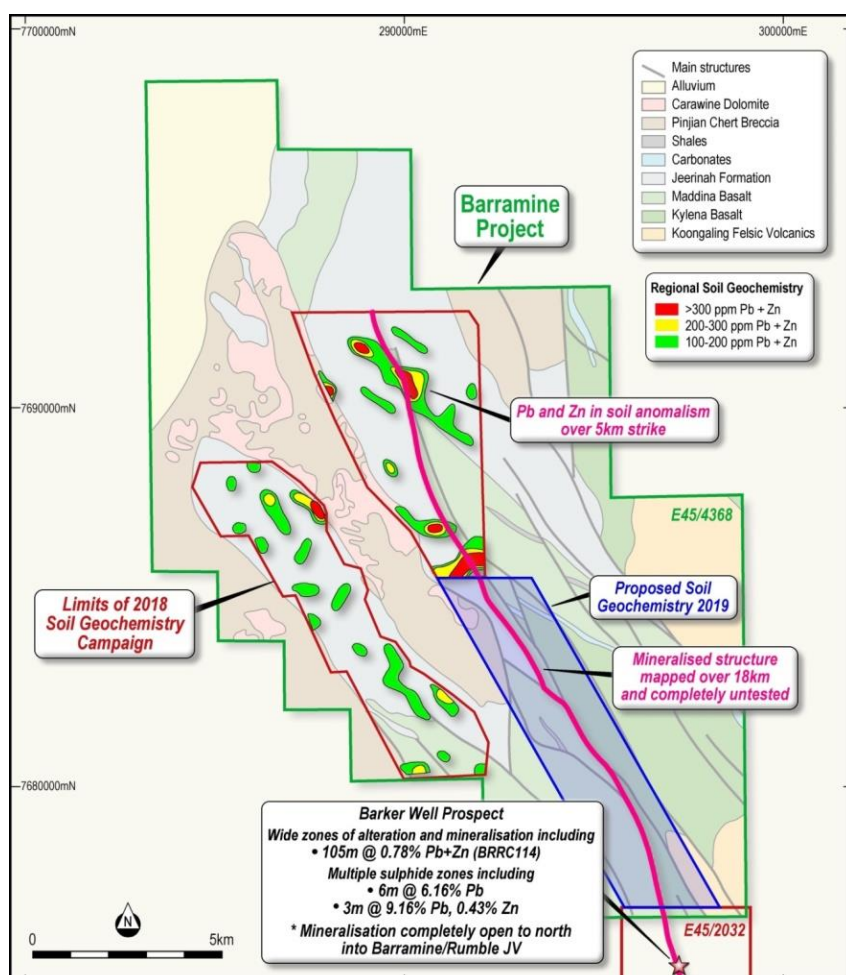 7700000mN
290000mE
300000mE
Main structures
Alluvium
Carawine Dolomite
Pinjian Chert Breccia
Shales
Carbonates
Jeerinah Formation
Maddina Basalt
Kylena Basalt
Koongaling Felsic Volcanics
Barramine
Project
Regional Soil Geochemistry
>300 ppm Pb + Zn
200-300 ppm Pb + Zn
100-200 ppm Pb + Zn
7690000mN
Pb and Zn in soil anomalism
over 5km strike
E45/4368
Limits of 2018
Soil Geochemistry
Campaign
Proposed Soil
Geochemistry 2019
Mineralised structure
mapped over 18km
and completely untested
7680000mN
Barker Well Prospect
Wide zones of alteration and mineralisation including
• 105m @ 0.78% Pb+Zn (BRRC114)
Multiple sulphide zones including
• 6m @ 6.16% Pb
• 3m @ 9.16% Pb, 0.43% Zn
* Mineralisation completely open to north
into Barramine/Rumble JV
E45/2032
N
0
5km